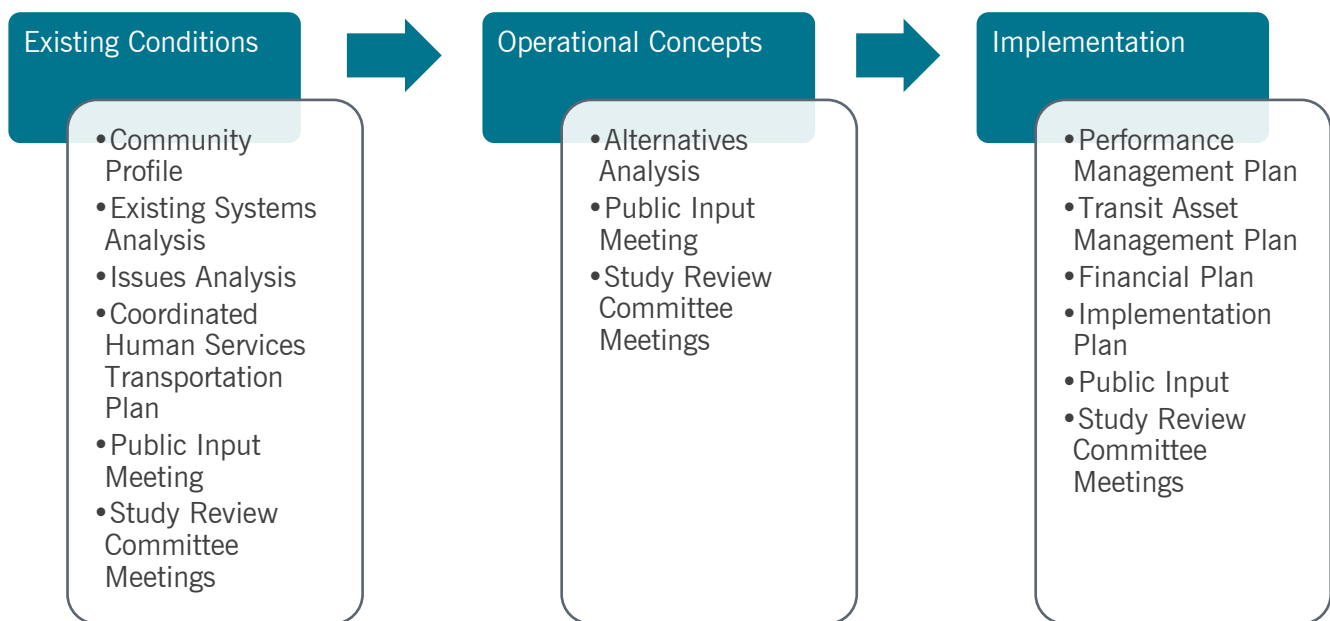 Existing Conditions
•Community
Profile
•Existing Systems
Analysis
•Issues Analysis
•Coordinated
Human Services
Transportation
Plan
•Public Input
Meeting
•Study Review
Committee
Meetings
Operational Concepts
•Alternatives
Analysis
•Public Input
Meeting
•Study Review
Committee
Meetings
Implementation
•Performance
Management Plan
•Transit Asset
Management Plan
•Financial Plan
•Implementation
Plan
•Public Input
•Study Review
Committee
Meetings